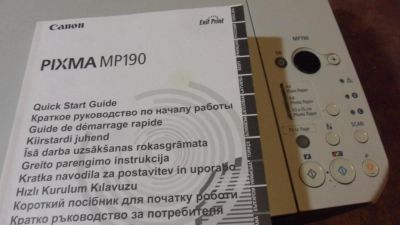 Canon
Exif Print
PIXMA MP190
Quick Start Guide
Краткое руководство по началу работы
Guide de démarrage rapide
Kiirstardi juhend
Īsā darba uzsākšanas rokasgrāmata
Greito parengimo instrukcija
Kratka navodila za postavitev in uporabo
Hızlı Kurulum Kılavuzu
Короткий посібник для початку роботи
Кратко ръководство за потребителя
MP190
SCAN